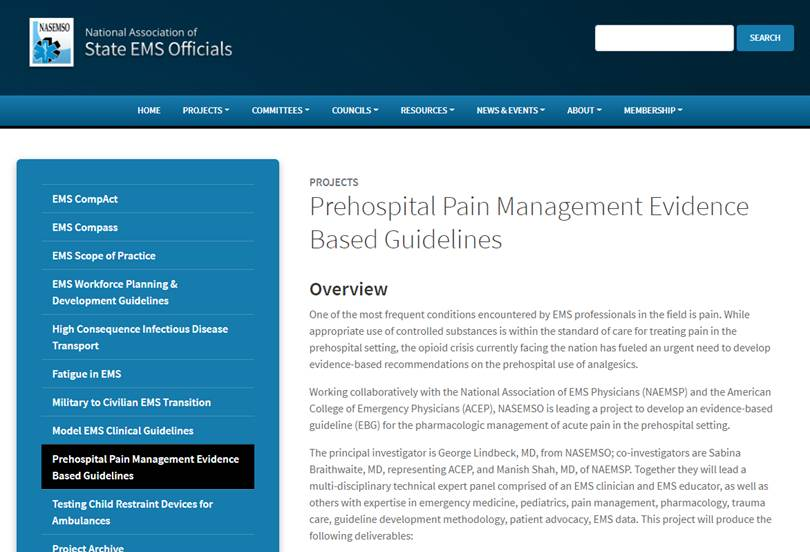 NASEMSO
National Association of
State EMS Officials
SEARCH
HOME PROJECTS COMMITTEES COUNCILS RESOURCES NEWS & EVENTS ABOUT MEMBERSHIP
EMS CompAct
EMS Compass
EMS Scope of Practice
EMS Workforce Planning &
Development Guidelines
High Consequence Infectious Disease
Transport
Fatigue in EMS
Military to Civilian EMS Transition
Model EMS Clinical Guidelines
Prehospital Pain Management Evidence
Based Guidelines
Testing Child Restraint Devices for
Ambulances
Project Archive
PROJECTS
Prehospital Pain Management Evidence
Based Guidelines
Overview
One of the most frequent conditions encountered by EMS professionals in the field is pain. While
appropriate use of controlled substances is within the standard of care for treating pain in the
prehospital setting, the opioid crisis currently facing the nation has fueled an urgent need to develop
evidence-based recommendations on the prehospital use of analgesics.
Working collaboratively with the National Association of EMS Physicians (NAEMSP) and the American
College of Emergency Physicians (ACEP), NASEMSO is leading a project to develop an evidence-based
guideline (EBG) for the pharmacologic management of acute pain in the prehospital setting.
The principal investigator is George Lindbeck, MD, from NASEMSO; co-investigators are Sabina
Braithwaite, MD, representing ACEP, and Manish Shah, MD, of NAEMSP. Together they will lead a
multi-disciplinary technical expert panel comprised of an EMS clinician and EMS educator, as well as
others with expertise in emergency medicine, pediatrics, pain management, pharmacology, trauma
care, guideline development methodology, patient advocacy, EMS data. This project will produce the
following deliverables: